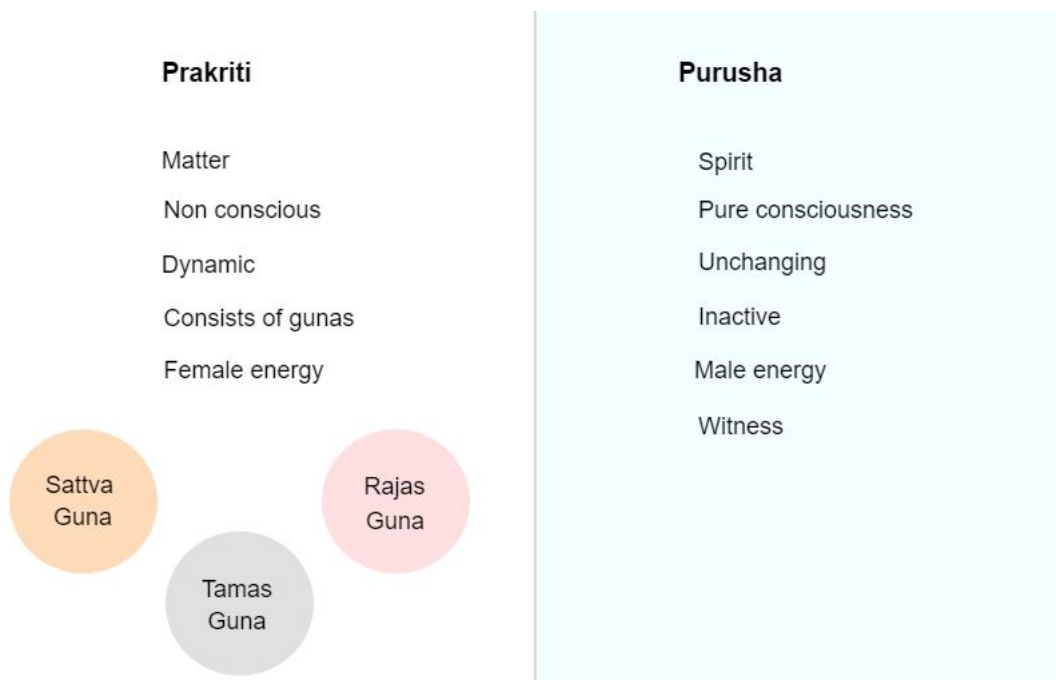 Prakriti
Matter
Non conscious
Dynamic
Consists of gunas
Female energy
Sattva
Guna
Rajas
Guna
Tamas
Guna
Purusha
Spirit
Pure consciousness
Unchanging
Inactive
Male energy
Witness